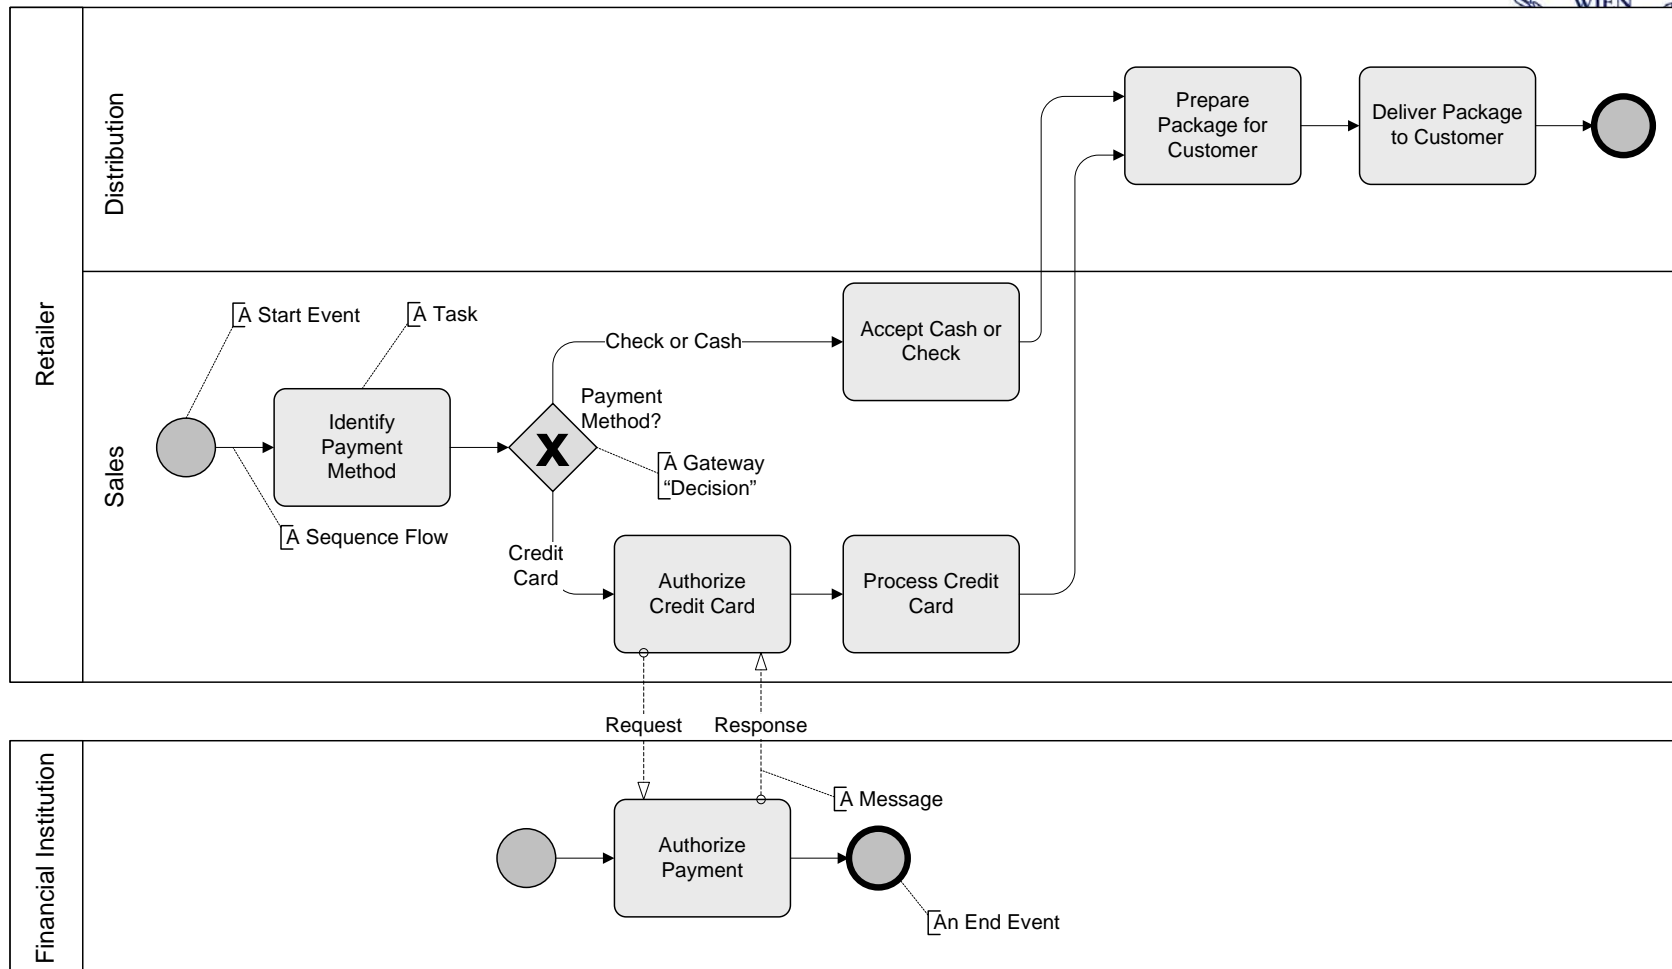 WIEN
Retailer
Distribution
Prepare
Package for
Customer
Deliver Package
to Customer
Sales
A Start Event
A Task
Identify
Payment
Method
A Sequence Flow
Check or Cash
Payment
Method?
A Gateway
“Decision”
Credit
Card
Accept Cash or
Check
Authorize
Credit Card
Process Credit
Card
Request
Response
Financial Institution
Authorize
Payment
A Message
An End Event